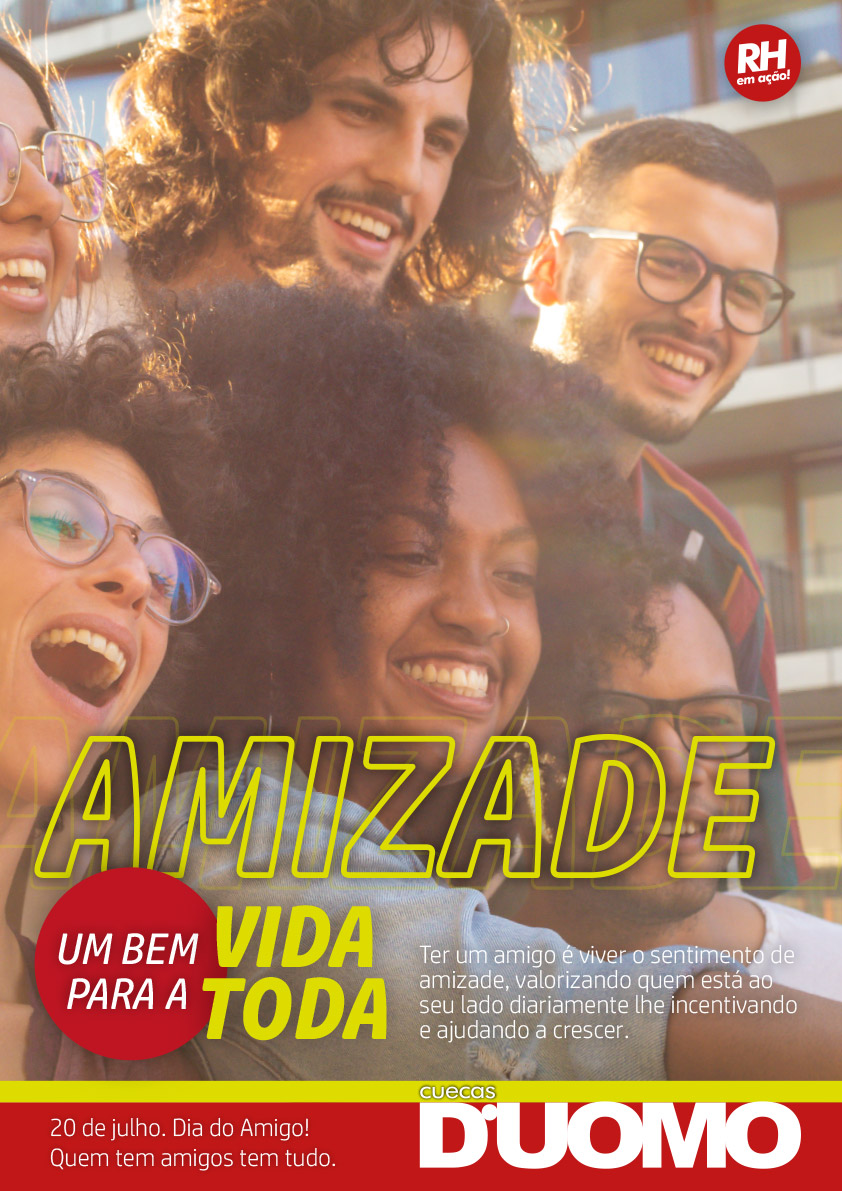 RH
em ação!
AMIZADE
UM BEM
PARA A
VIDA
TODA
Ter um amigo é viver o sentimento de
amizade, valorizando quem está ao
seu lado diariamente lhe incentivando
e ajudando a crescer.
20 de julho. Dia do Amigo!
Quem tem amigos tem tudo.
cuecas
D'UOMO